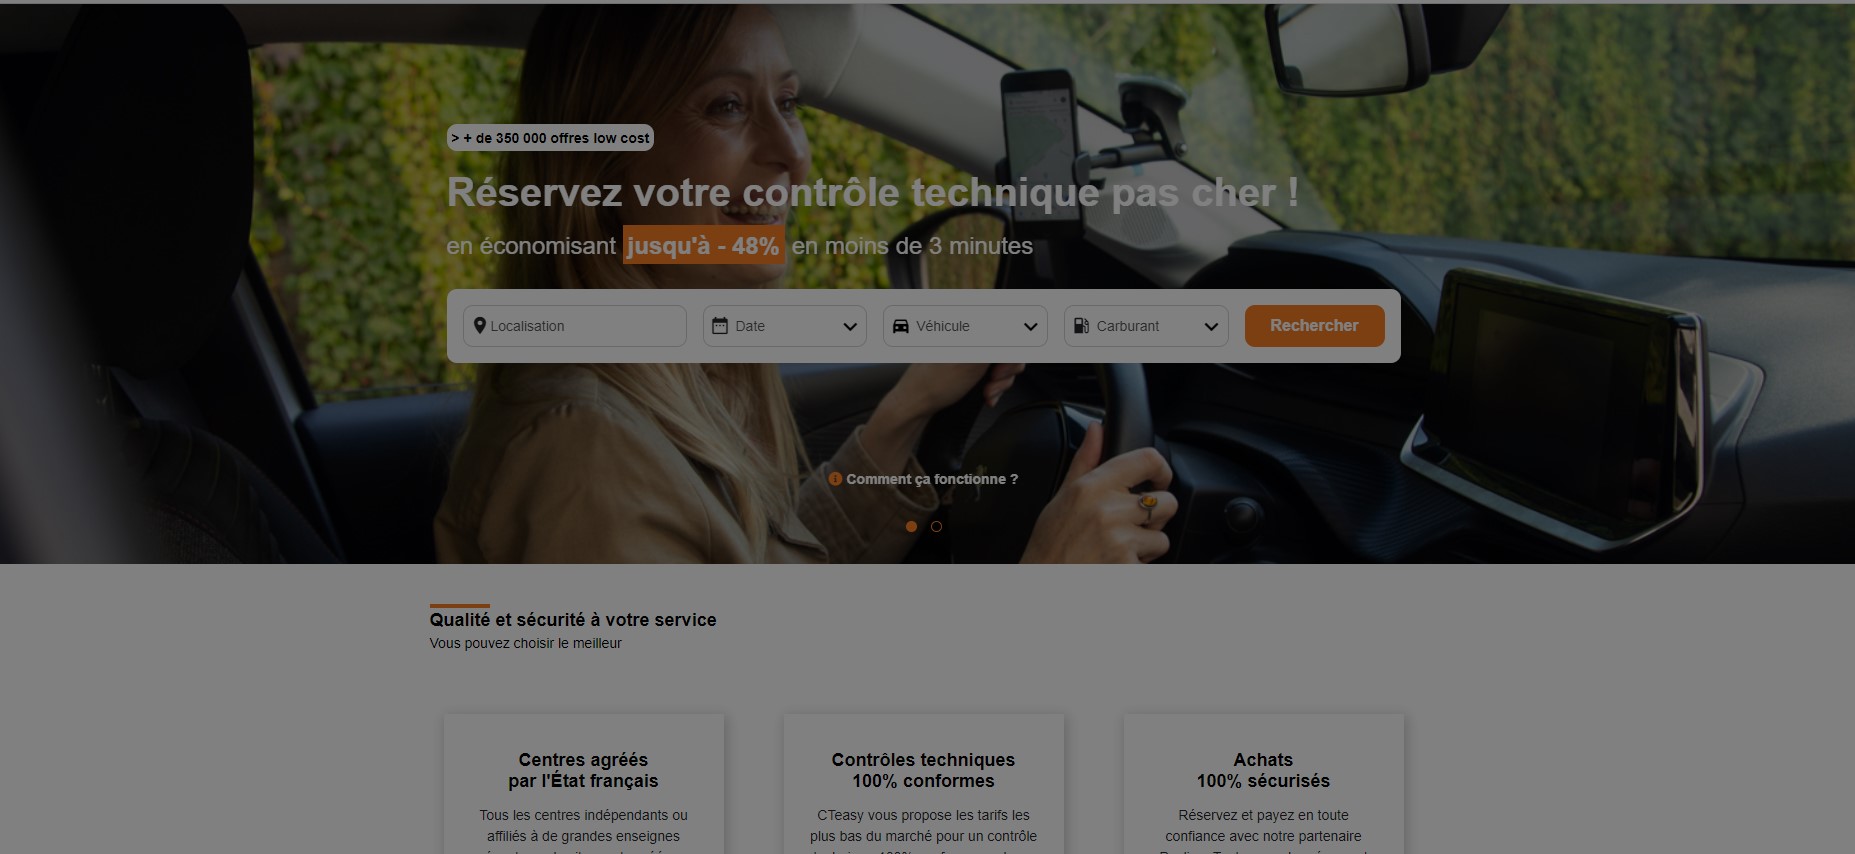 > + de 350 000 offres low cost
Réservez votre contrôle technique pas cher !
en économisant jusqu'à - 48% en moins de 3 minutes
Localisation
Date
Véhicule
Carburant
Rechercher
Comment ça fonctionne ?
Qualité et sécurité à votre service
Vous pouvez choisir le meilleur
Centres agréés
par l'État français
Tous les centres indépendants ou
affiliés à de grandes enseignes
Contrôles techniques
100% conformes
CTeasy vous propose les tarifs les
plus bas du marché pour un contrôle
Achats
100% sécurisés
Réservez et payez en toute
confiance avec notre partenaire